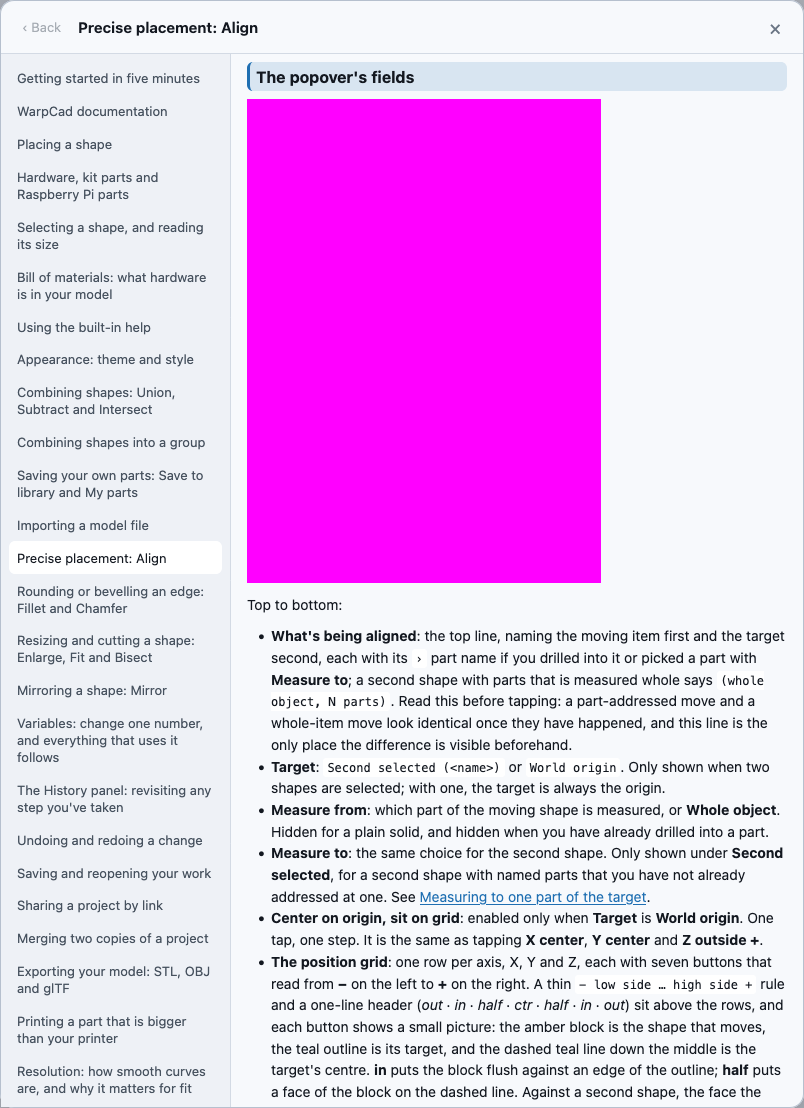 ‹ Back
Precise placement: Align
×
Getting started in five minutes
WarpCad documentation
Placing a shape
Hardware, kit parts and
Raspberry Pi parts
Selecting a shape, and reading
its size
Bill of materials: what hardware
is in your model
Using the built-in help
Appearance: theme and style
Combining shapes: Union,
Subtract and Intersect
Combining shapes into a group
Saving your own parts: Save to
library and My parts
Importing a model file
Precise placement: Align
Rounding or bevelling an edge:
Fillet and Chamfer
Resizing and cutting a shape:
Enlarge, Fit and Bisect
Mirroring a shape: Mirror
Variables: change one number,
and everything that uses it
follows
The History panel: revisiting any
step you've taken
Undoing and redoing a change
Saving and reopening your work
Sharing a project by link
Merging two copies of a project
Exporting your model: STL, OBJ
and glTF
Printing a part that is bigger
than your printer
Resolution: how smooth curves
are, and why it matters for fit
The popover's fields
Top to bottom:
• What's being aligned: the top line, naming the moving item first and the target
second, each with its › part name if you drilled into it or picked a part with
Measure to; a second shape with parts that is measured whole says (whole
object, N parts). Read this before tapping: a part-addressed move and a
whole-item move look identical once they have happened, and this line is the
only place the difference is visible beforehand.
• Target: Second selected (<name>) or World origin. Only shown when two
shapes are selected; with one, the target is always the origin.
• Measure from: which part of the moving shape is measured, or Whole object.
Hidden for a plain solid, and hidden when you have already drilled into a part.
• Measure to: the same choice for the second shape. Only shown under Second
selected, for a second shape with named parts that you have not already
addressed at one. See Measuring to one part of the target.
• Center on origin, sit on grid: enabled only when Target is World origin. One
tap, one step. It is the same as tapping X center, Y center and Z outside +.
• The position grid: one row per axis, X, Y and Z, each with seven buttons that
read from − on the left to + on the right. A thin − low side … high side + rule
and a one-line header (out · in · half · ctr · half · in · out) sit above the rows, and
each button shows a small picture: the amber block is the shape that moves,
the teal outline is its target, and the dashed teal line down the middle is the
target's centre. in puts the block flush against an edge of the outline; half puts
a face of the block on the dashed line. Against a second shape, the face the